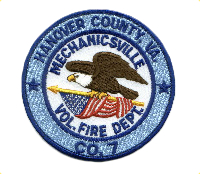 HANOVER COUNTY, VA.
MECHANICSVILLE
VOL. FIRE DEPT.
CO. 7